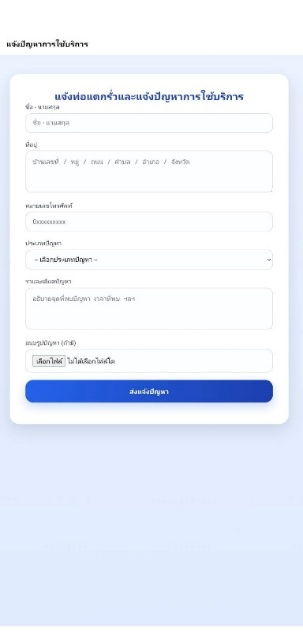 แจ้งปัญหาการใช้บริการ
แจ้งท่อแตกรั่วและแจ้งปัญหาการใช้บริการ
ชื่อ - นามสกุล
ชื่อ - นามสกุล
ที่อยู่
บ้านเลขที่ / หมู่ / ถนน / ตำบล / อำเภอ / จังหวัด
หมายเลขโทรศัพท์
0xxxxxxxxx
ประเภทปัญหา
-- เลือกประเภทปัญหา --
รายละเอียดปัญหา
อธิบายจุดที่พบปัญหา เวลาที่พบ ฯลฯ
แนบรูปปัญหา (ถ้ามี)
เลือกไฟล์ ไม่ได้เลือกไฟล์ใด
ส่งแจ้งปัญหา